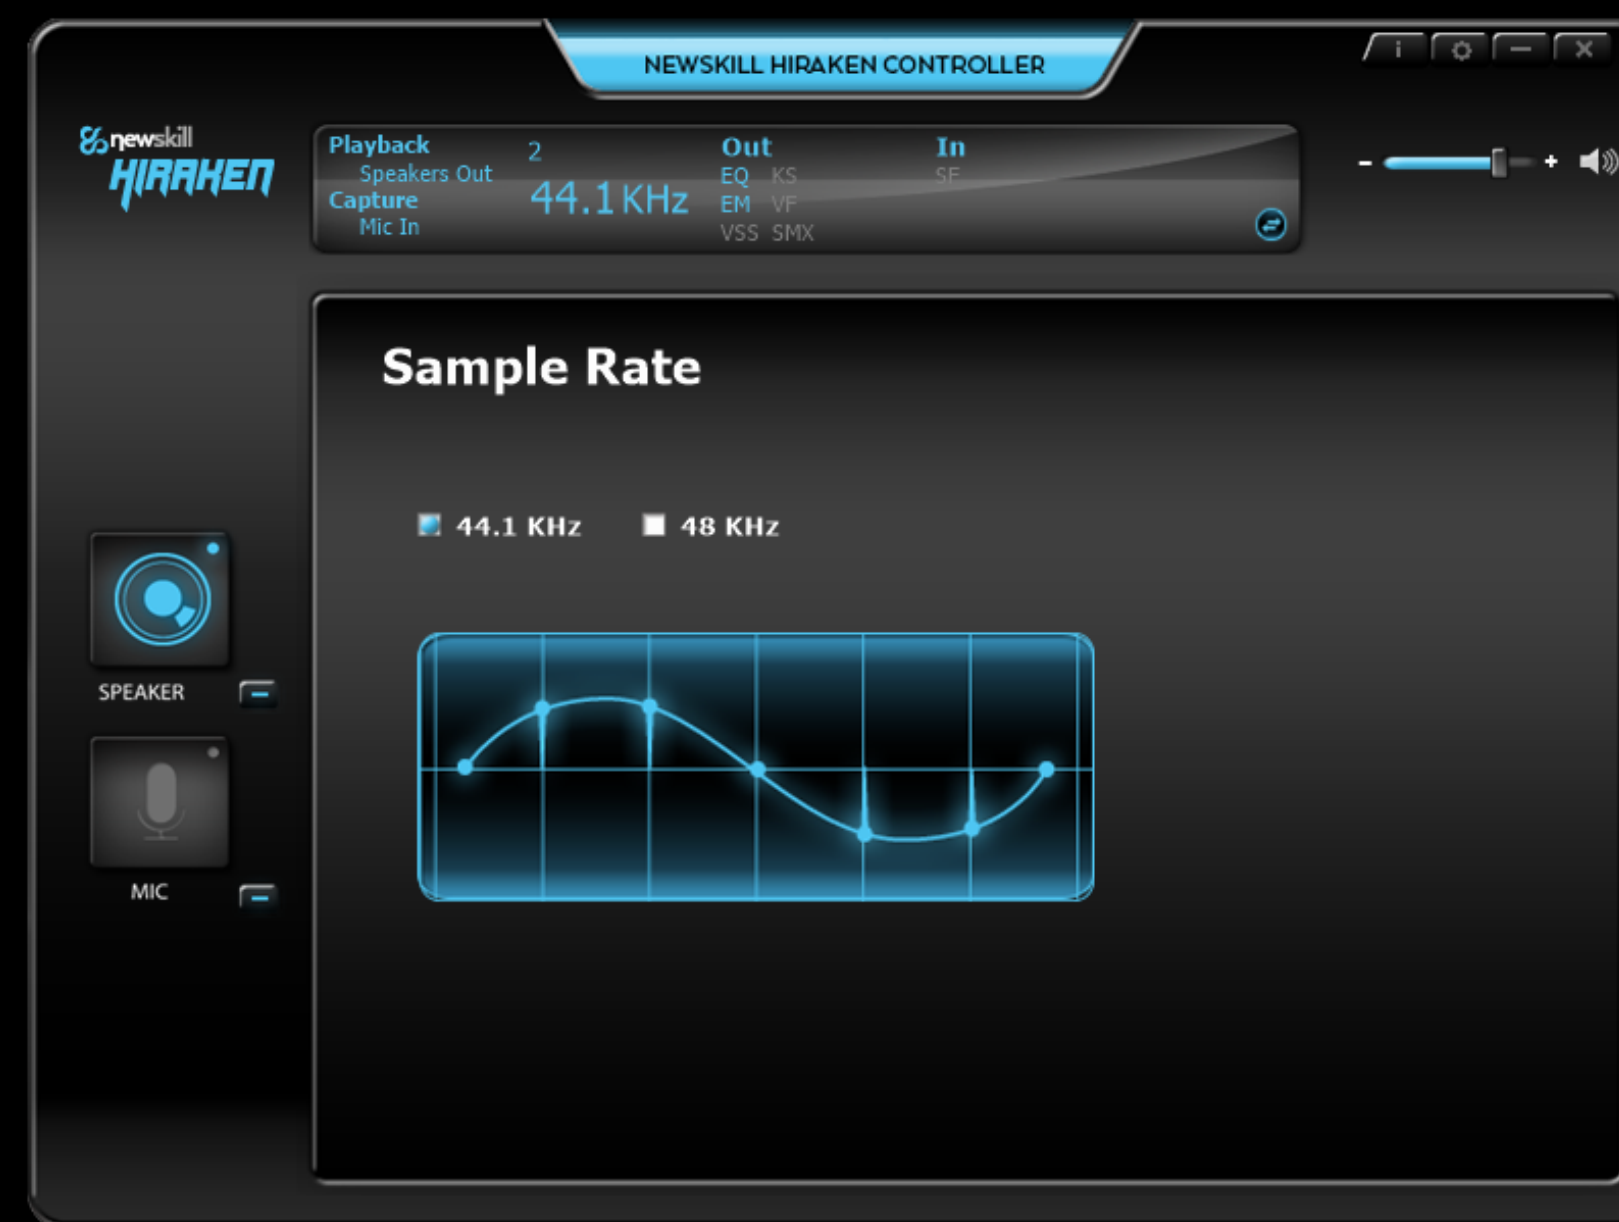 NEWSKILL HIRAKEN CONTROLLER
i
newskill
HIRAKEN
Playback 2 Out In
Speakers Out EQ KS SF
Capture 44.1 KHz EM VF
Mic In VSS SMX
- +
Sample Rate
44.1 KHz 48 KHz
SPEAKER
MIC